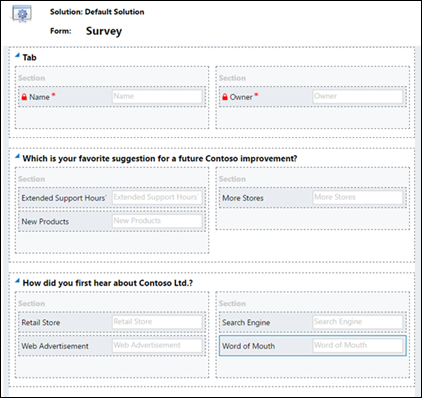 Solution: Default Solution
Form: Survey
Tab
Section Section
Name * Name Owner * Owner
Which is your favorite suggestion for a future Contoso improvement?
Section Section
Extended Support Hours' Extended Support Hours More Stores More Stores
New Products New Products
How did you first hear about Contoso Ltd.?
Section Section
Retail Store Retail Store Search Engine Search Engine
Web Advertisement Web Advertisement Word of Mouth Word of Mouth